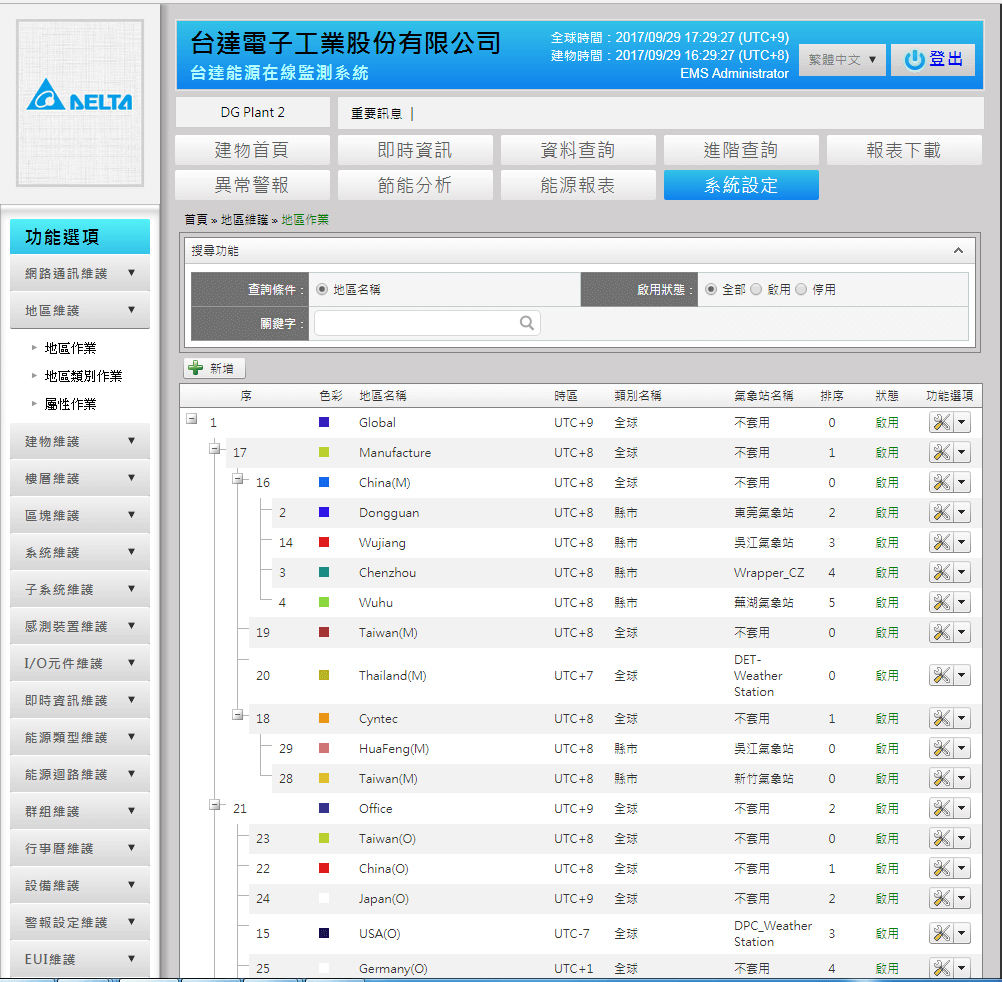 DELTA
台達電子工業股份有限公司
台達能源在線監測系統
全球時間：2017/09/29 17:29:27 (UTC+9)
建物時間：2017/09/29 16:29:27 (UTC+8)
EMS Administrator
繁體中文 ▼
登出
DG Plant 2
重要訊息 |
建物首頁 即時資訊 資料查詢 進階查詢 報表下載
異常警報 節能分析 能源報表 系統設定
功能選項
網路通訊維護 ▼
地區維護 ▼
地區作業
地區類別作業
屬性作業
建物維護 ▼
樓層維護 ▼
區塊維護 ▼
系統維護 ▼
子系統維護 ▼
感測裝置維護 ▼
I/O元件維護 ▼
即時資訊維護 ▼
能源類型維護 ▼
能源迴路維護 ▼
群組維護 ▼
行事曆維護 ▼
設備維護 ▼
警報設定維護 ▼
EUI維護 ▼
首頁 » 地區維護 » 地區作業
搜尋功能
查詢條件： 地區名稱 啟用狀態： 全部 啟用 停用
關鍵字：
新增
序 色彩 地區名稱 時區 類別名稱 氣象站名稱 排序 狀態 功能選項
1 Global UTC+9 全球 不套用 0 啟用
17 Manufacture UTC+8 全球 不套用 1 啟用
16 China(M) UTC+8 全球 不套用 0 啟用
2 Dongguan UTC+8 縣市 東莞氣象站 2 啟用
14 Wujiang UTC+8 縣市 吳江氣象站 3 啟用
3 Chenzhou UTC+8 縣市 Wrapper_CZ 4 啟用
4 Wuhu UTC+8 縣市 蕪湖氣象站 5 啟用
19 Taiwan(M) UTC+8 全球 不套用 0 啟用
20 Thailand(M) UTC+7 全球 DET-Weather Station 0 啟用
18 Cyntec UTC+8 全球 不套用 1 啟用
29 HuaFeng(M) UTC+8 縣市 吳江氣象站 0 啟用
28 Taiwan(M) UTC+8 縣市 新竹氣象站 0 啟用
21 Office UTC+9 全球 不套用 2 啟用
23 Taiwan(O) UTC+8 全球 不套用 0 啟用
22 China(O) UTC+8 全球 不套用 1 啟用
24 Japan(O) UTC+9 全球 不套用 2 啟用
15 USA(O) UTC-7 全球 DPC_Weather Station 3 啟用
25 Germany(O) UTC+1 全球 不套用 4 啟用